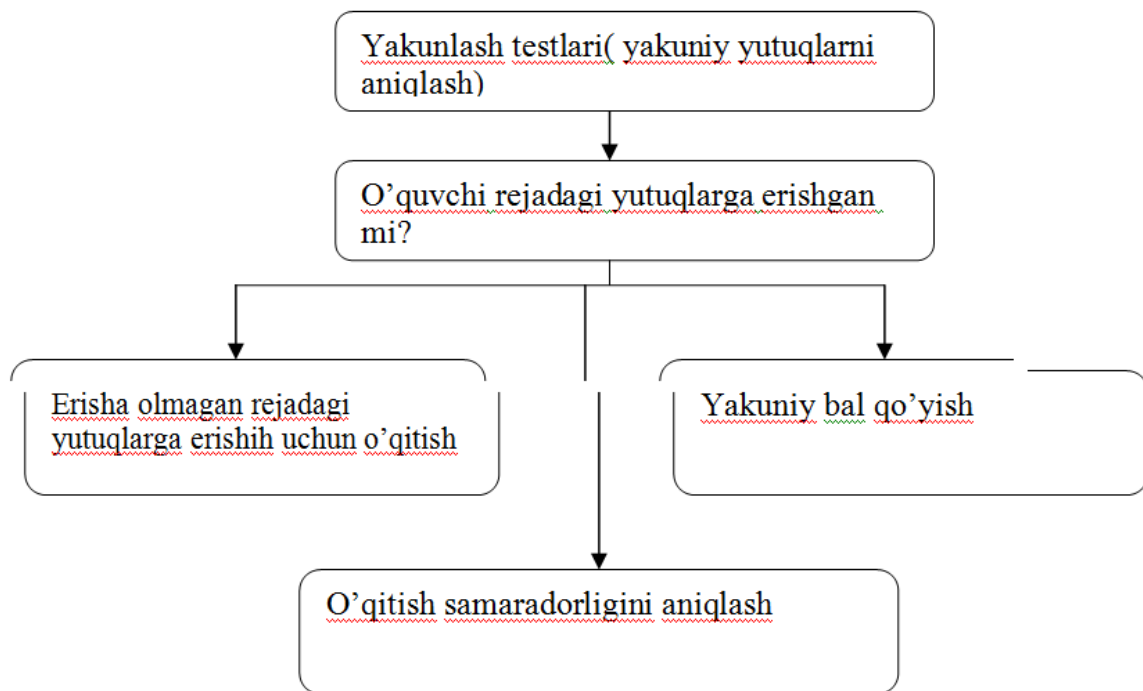 Yakunlash testlari( yakuniy yutuqlarni
aniqlash)
O’quvchi rejadagi yutuqlarga erishgan
mi?
Erisha olmagan rejadagi
yutuqlarga erishih uchun o’qitish
Yakuniy bal qo’yish
O’qitish samaradorligini aniqlash